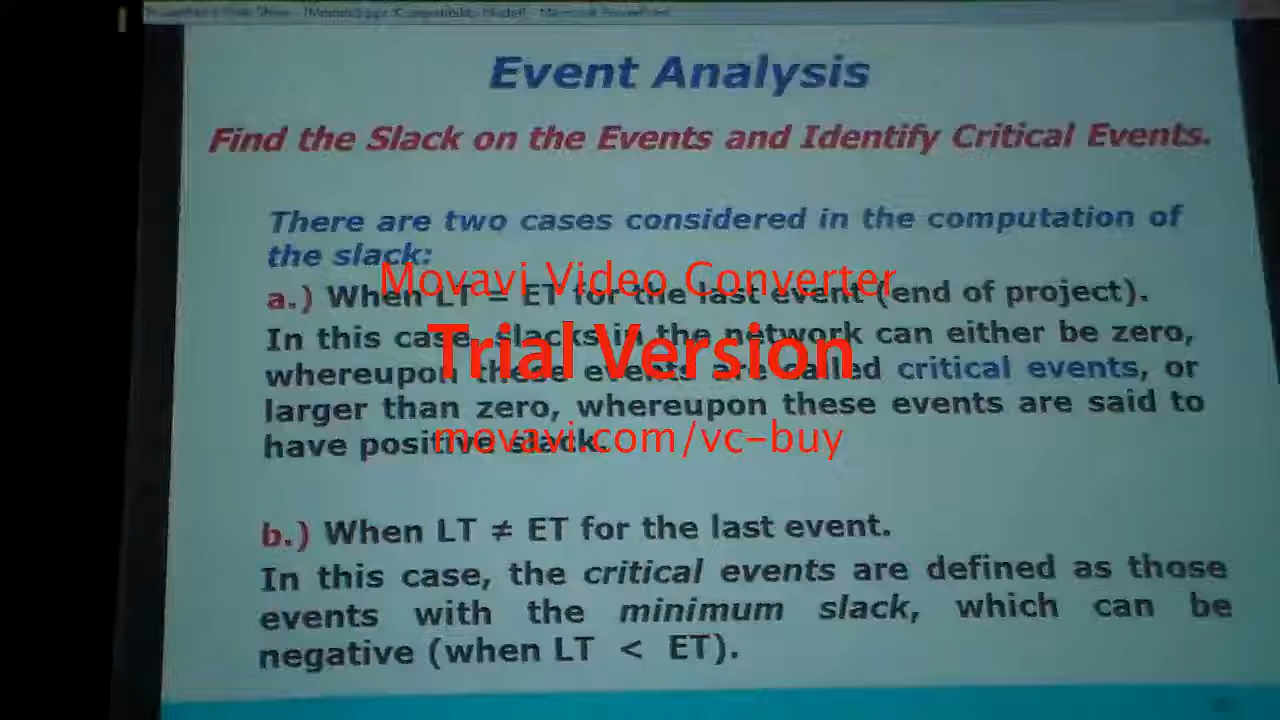 Event Analysis
Find the Slack on the Events and Identify Critical Events.
There are two cases considered in the computation of
the slack:
Movavi Video Converter
a.) When LT = ET for the last event (end of project).
In this case, slacks in the network can either be zero,
Trial Version
whereupon these events are called critical events, or
larger than zero, whereupon these events are said to
have positive slack.
movavi.com/vc-buy
b.) When LT ≠ ET for the last event.
In this case, the critical events are defined as those
events with the minimum slack, which can be
negative (when LT < ET).